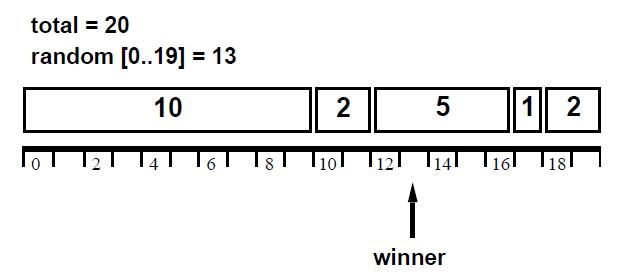 total = 20
random [0..19] = 13
10 2 5 1 2
0 2 4 6 8 10 12 14 16 18
winner